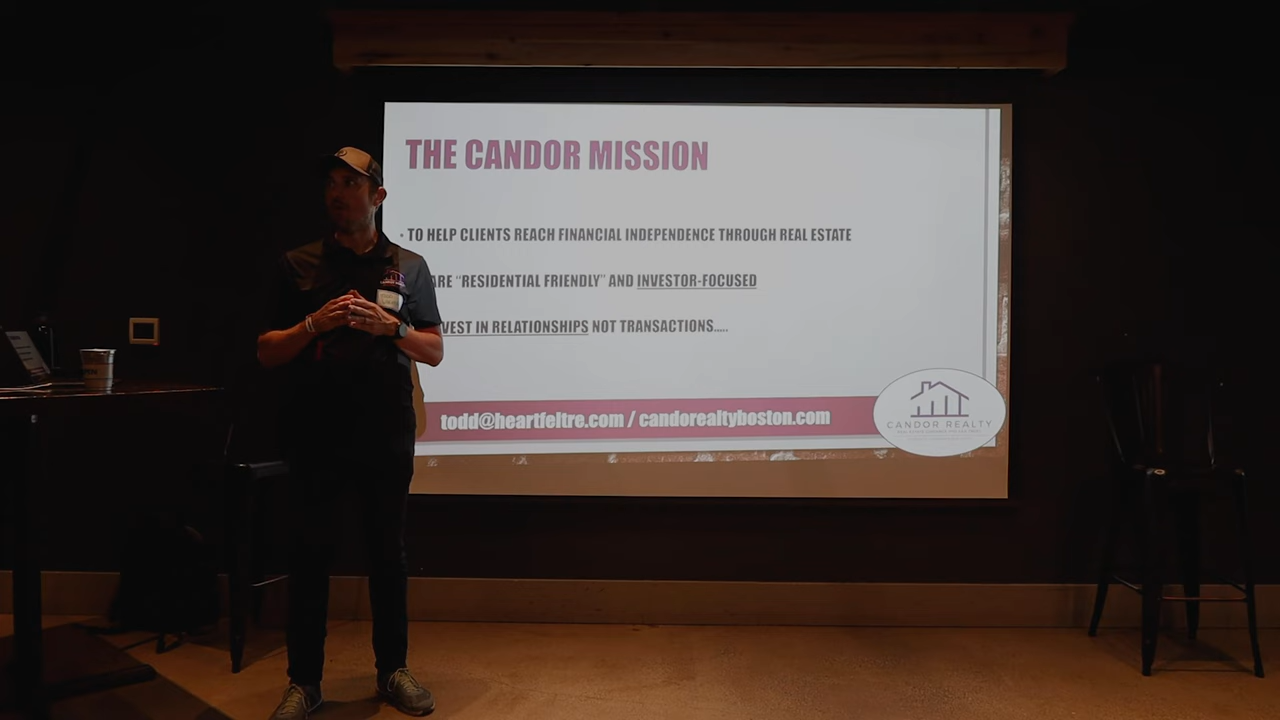 THE CANDOR MISSION
• TO HELP CLIENTS REACH FINANCIAL INDEPENDENCE THROUGH REAL ESTATE
ARE “RESIDENTIAL FRIENDLY” AND INVESTOR-FOCUSED
VEST IN RELATIONSHIPS NOT TRANSACTIONS.....
todd@heartfeltre.com / candorealtyboston.com
CANDOR REALTY